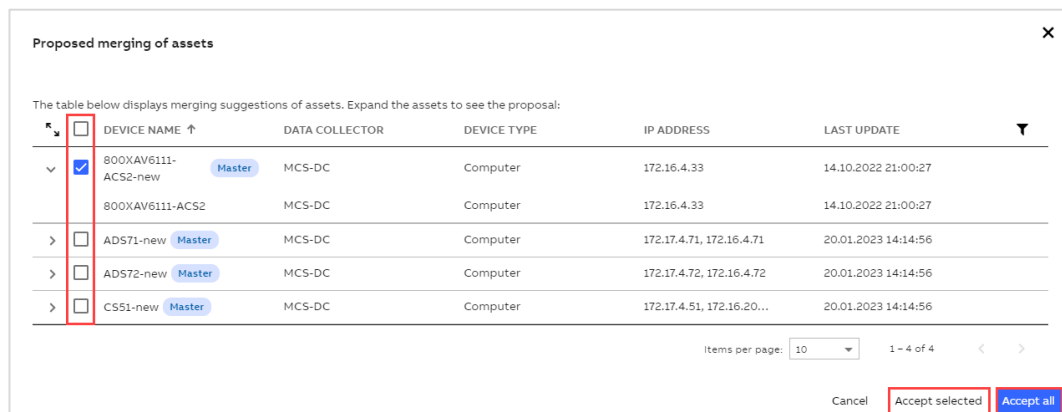 Proposed merging of assets
The table below displays merging suggestions of assets. Expand the assets to see the proposal:
DEVICE NAME ↑ DATA COLLECTOR DEVICE TYPE IP ADDRESS LAST UPDATE
800XAV6111-
ACS2-new Master MCS-DC Computer 172.16.4.33 14.10.2022 21:00:27
800XAV6111-ACS2 MCS-DC Computer 172.16.4.33 14.10.2022 21:00:27
ADS71-new Master MCS-DC Computer 172.17.4.71, 172.16.4.71 20.01.2023 14:14:56
ADS72-new Master MCS-DC Computer 172.17.4.72, 172.16.4.72 20.01.2023 14:14:56
CS51-new Master MCS-DC Computer 172.17.4.51, 172.16.20... 20.01.2023 14:14:56
Items per page: 10 1 – 4 of 4
Cancel Accept selected Accept all